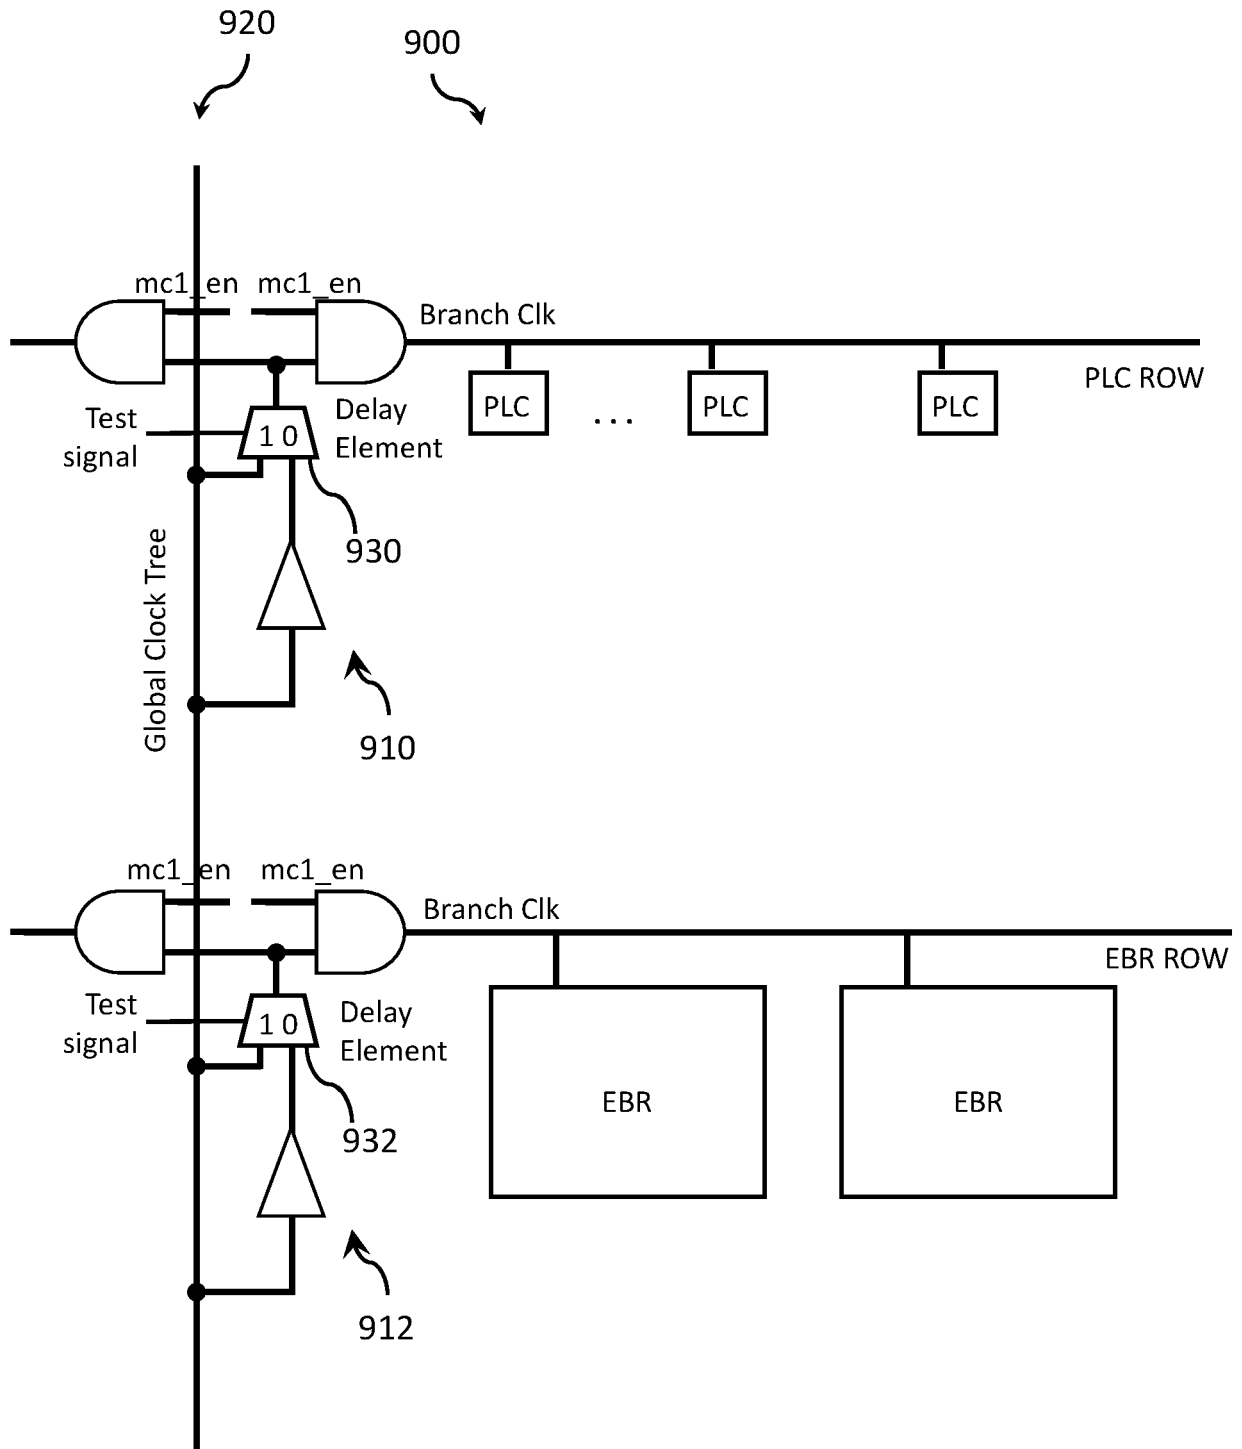 920
900
mc1_en mc1_en
Branch Clk
PLC ROW
PLC ... PLC PLC
Test
signal
1 0
Delay
Element
930
Global Clock Tree
910
mc1_en mc1_en
Branch Clk
EBR ROW
Test
signal
1 0
Delay
Element
EBR EBR
932
912